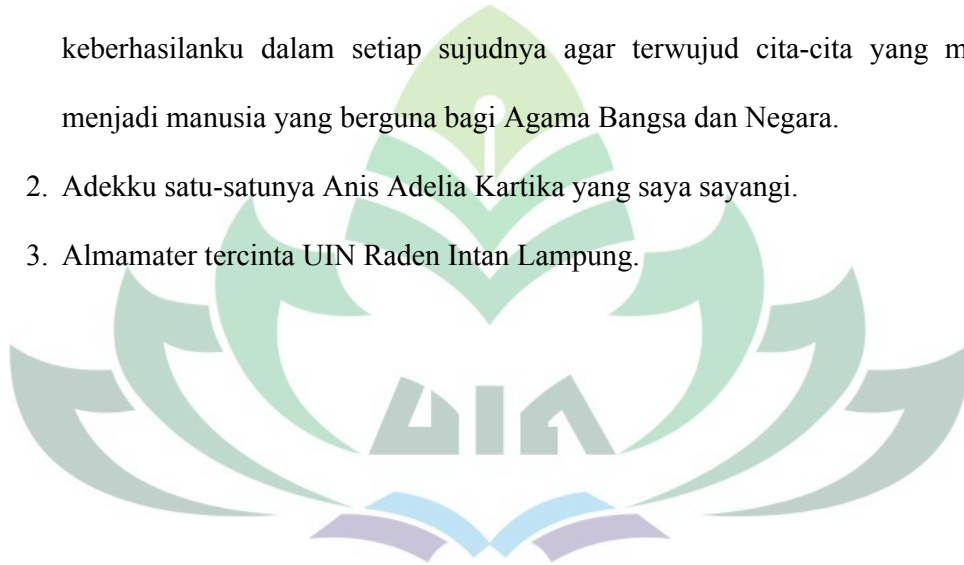 keberhasilanku dalam setiap sujudnya agar terwujud cita-cita yang
menjadi manusia yang berguna bagi Agama Bangsa dan Negara.
2. Adekku satu-satunya Anis Adelia Kartika yang saya sayangi.
3. Almamater tercinta UIN Raden Intan Lampung.
UIN